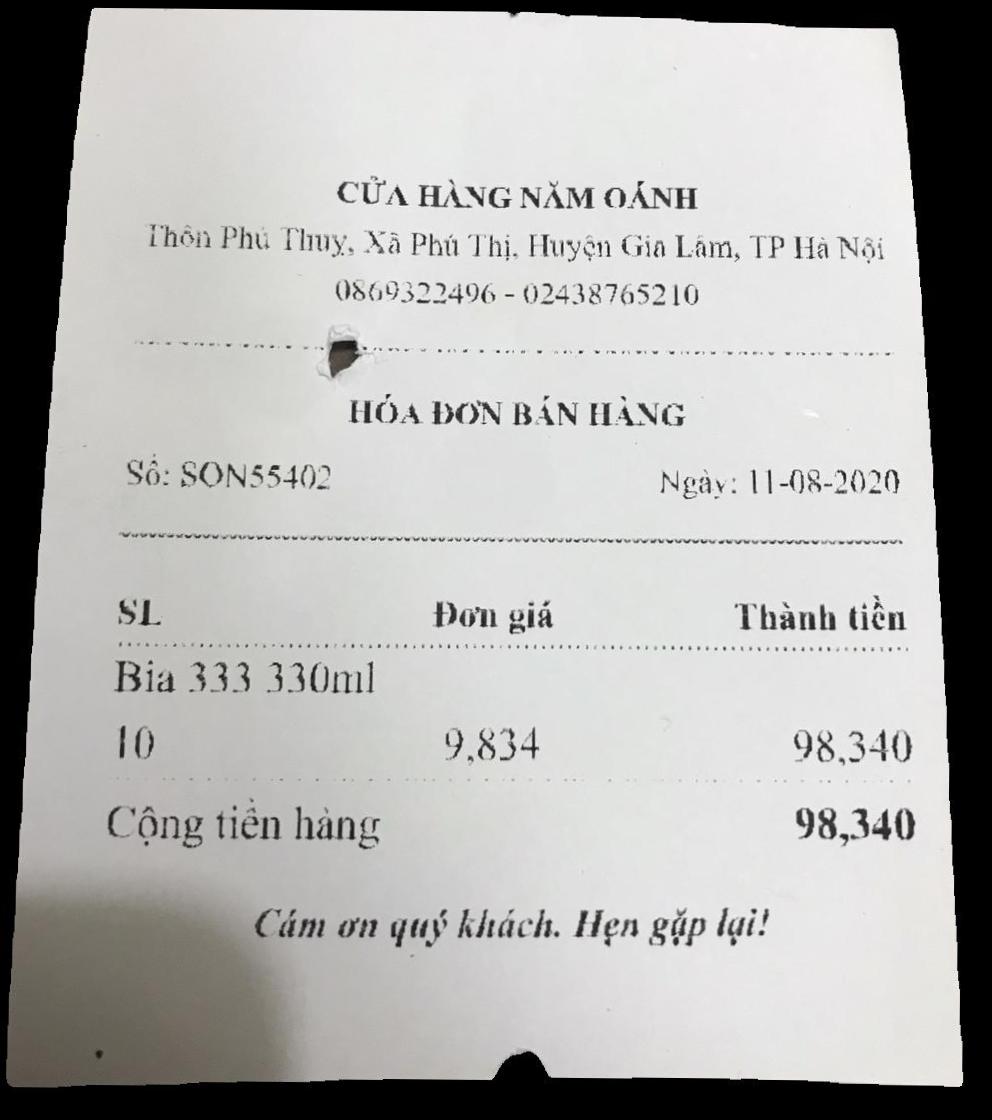 CỬA HÀNG NĂM OÁNH
Thôn Phú Thuỵ, Xã Phú Thị, Huyện Gia Lâm, TP Hà Nội
0869322496 - 02438765210
HÓA ĐƠN BÁN HÀNG
Số: SON55402 Ngày: 11-08-2020
SL Đơn giá Thành tiền
Bia 333 330ml
10 9,834 98,340
Cộng tiền hàng 98,340
Cám ơn quý khách. Hẹn gặp lại!